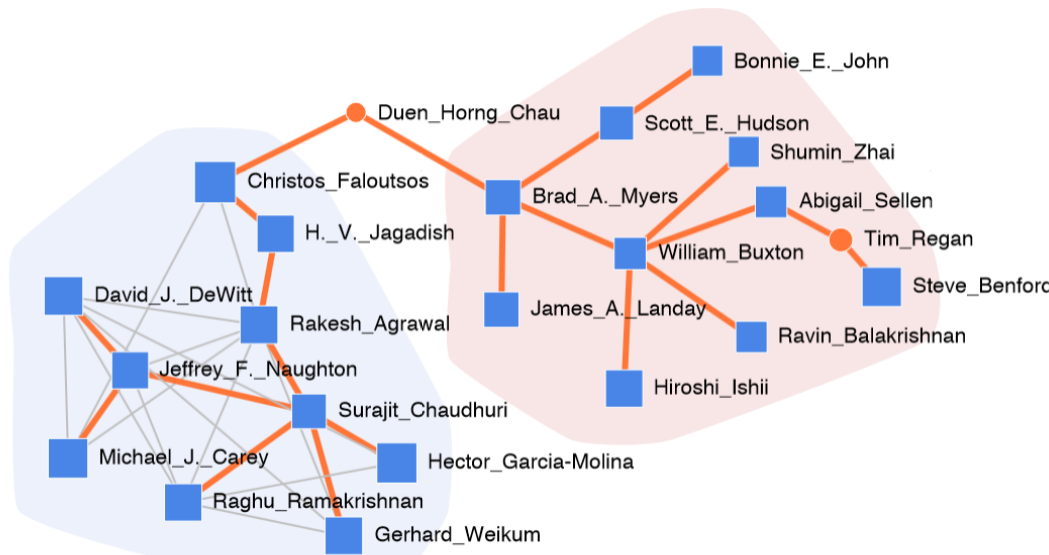 Bonnie_E._John
Duen_Horng_Chau
Scott_E._Hudson
Shumin_Zhai
Christos_Faloutsos
Brad_A._Myers
Abigail_Sellen
H._V._Jagadish
Tim_Regan
William_Buxton
Steve_Benford
David_J._DeWitt
James_A._Landay
Rakesh_Agrawal
Ravin_Balakrishnan
Jeffrey_F._Naughton
Hiroshi_Ishii
Surajit_Chaudhuri
Michael_J._Carey
Hector_Garcia-Molina
Raghu_Ramakrishnan
Gerhard_Weikum